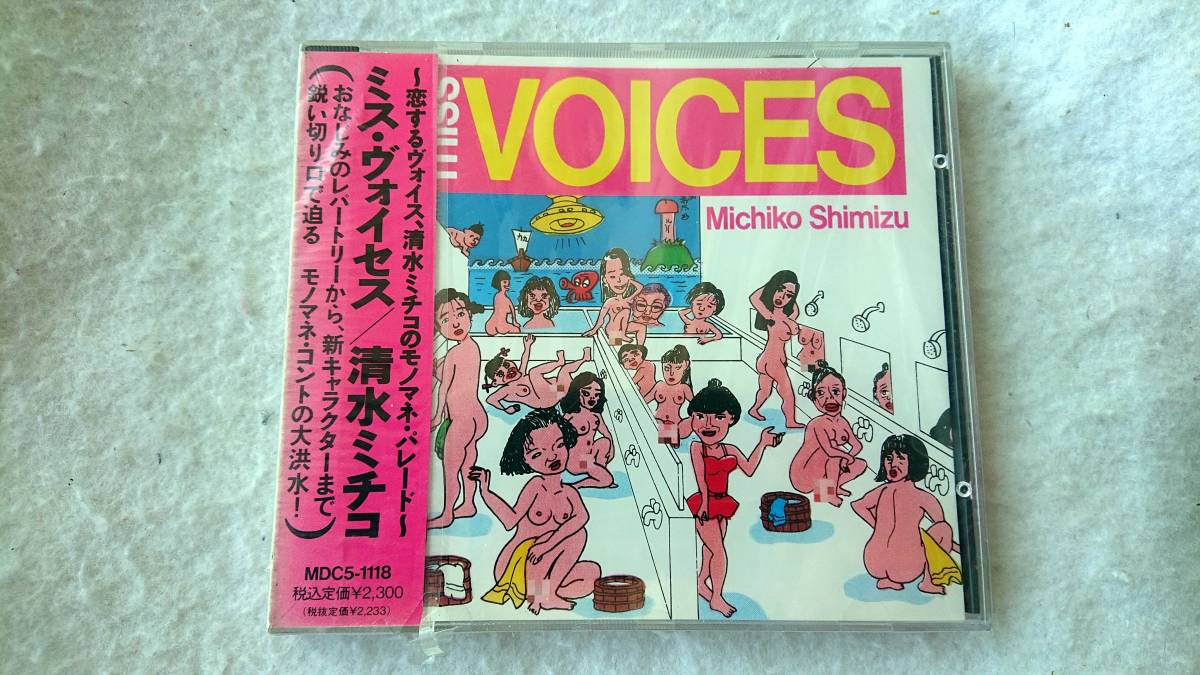 ～恋するヴォイス、清水ミチコのモノマネ・パレード～
ミス・ヴォイセス／清水ミチコ
（おなじみのレパートリーから、新キャラクターまで
鋭い切り口で迫る　モノマネ・コントの大洪水！）
MDC5-1118
税込定価¥2,300
（税抜定価¥2,233）
MISS
VOICES
Michiko Shimizu